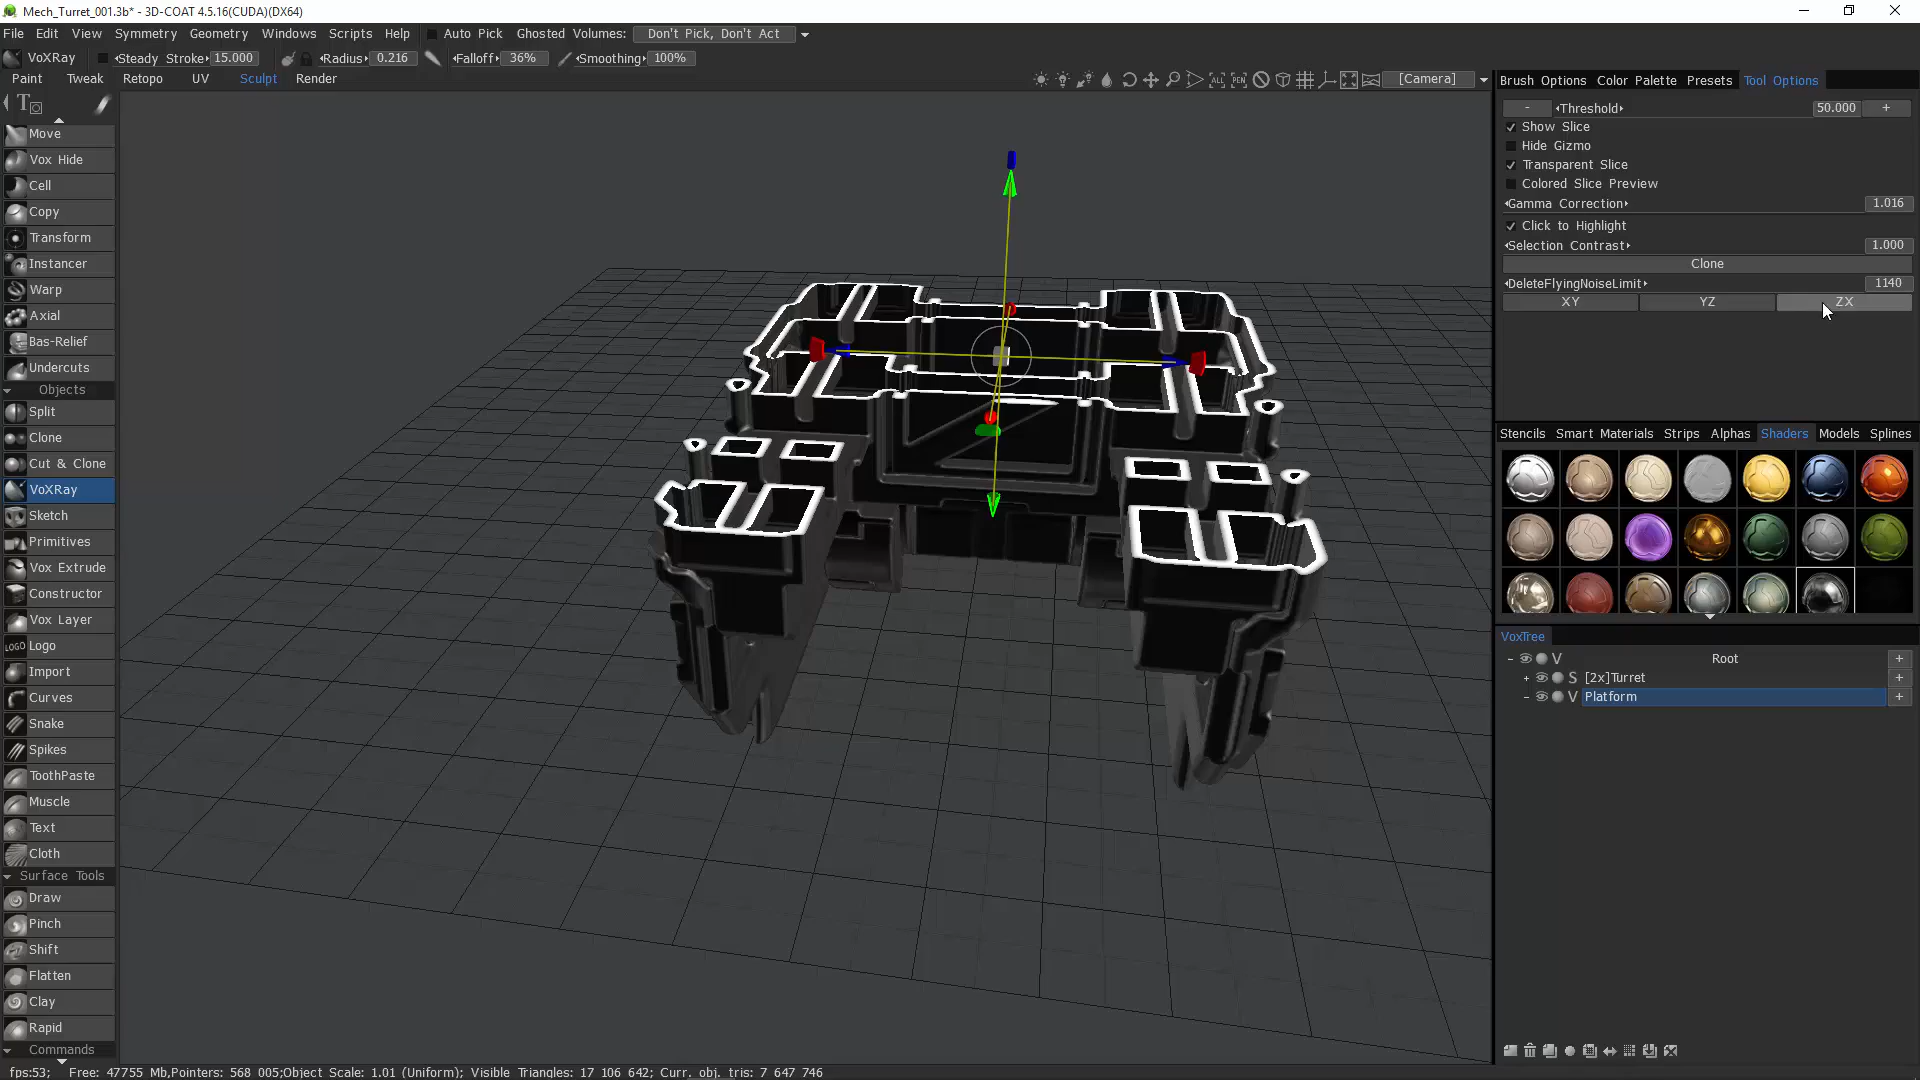 Mech_Turret_001.3b* - 3D-COAT 4.5.16(CUDA)(DX64)
File Edit View Symmetry Geometry Windows Scripts Help Auto Pick Ghosted Volumes: Don't Pick, Don't Act
VoXRay Steady Stroke 15.000 Radius 0.216 Falloff 36% Smoothing 100%
Paint Tweak Retopo UV Sculpt Render [Camera]
Brush Options Color Palette Presets Tool Options
- Threshold 50.000 +
Show Slice
Hide Gizmo
Transparent Slice
Colored Slice Preview
Gamma Correction 1.016
Click to Highlight
Selection Contrast 1.000
Clone
DeleteFlyingNoiseLimit 1140
XY YZ ZX
Move
Vox Hide
Cell
Copy
Transform
Instancer
Warp
Axial
Bas-Relief
Undercuts
Objects
Split
Clone
Cut & Clone
VoXRay
Sketch
Primitives
Vox Extrude
Constructor
Vox Layer
LOGO Logo
Import
Curves
Snake
Spikes
ToothPaste
Muscle
Text
Cloth
Surface Tools
Draw
Pinch
Shift
Flatten
Clay
Rapid
Commands
Stencils Smart Materials Strips Alphas Shaders Models Splines
VoxTree
- V Root +
+ S [2x]Turret +
- V Platform +
fps:53; Free: 47755 Mb,Pointers: 568 005;Object Scale: 1.01 (Uniform); Visible Triangles: 17 106 642; Curr. obj. tris: 7 647 746